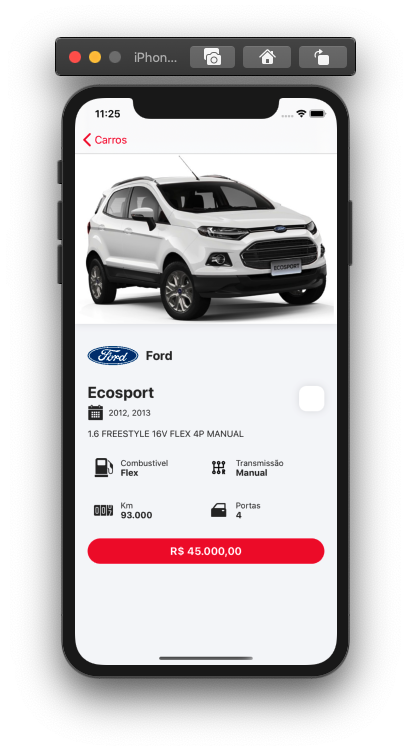 iPhon...
11:25
Carros
ECOSPORT
Ford Ford
Ecosport
2012, 2013
1.6 FREESTYLE 16V FLEX 4P MANUAL
Combustível Transmissão
Flex Manual
Km Portas
93.000 4
R$ 45.000,00